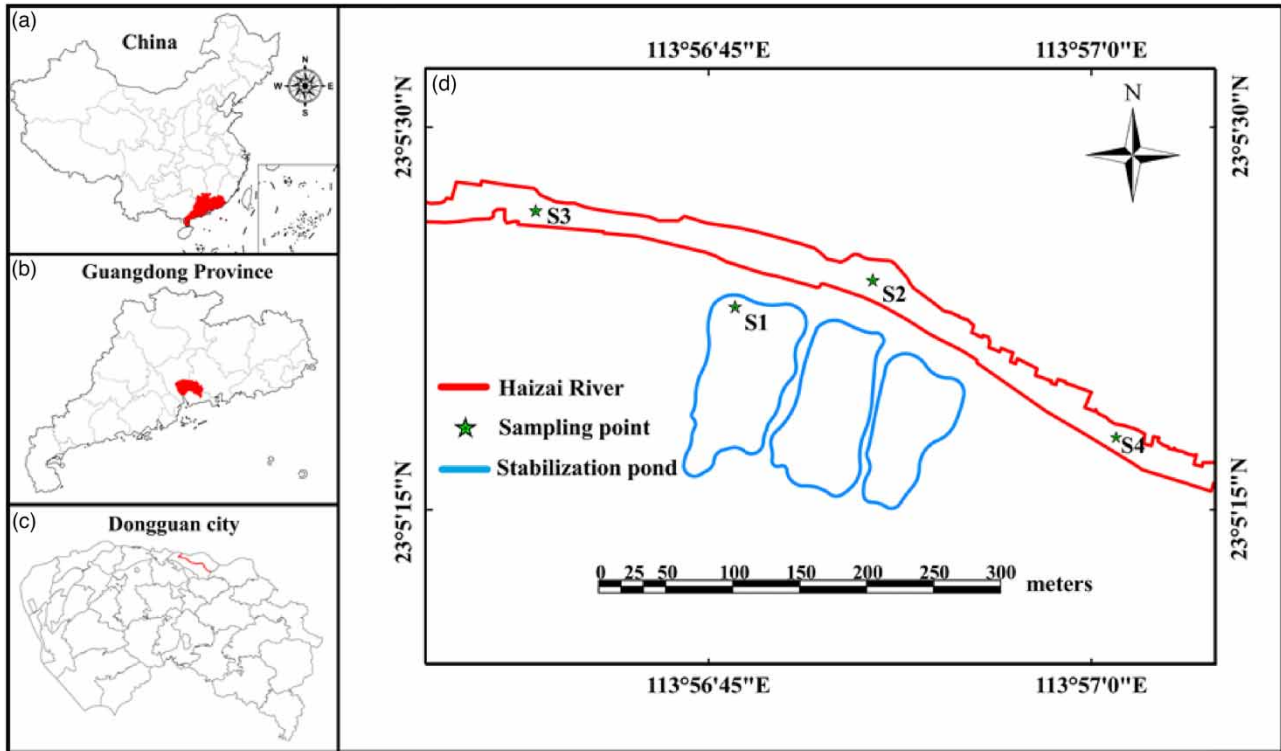 (a)
China
N
W E
S
(b)
Guangdong Province
(c)
Dongguan city
113°56'45"E 113°57'0"E
(d)
N
23°5'30"N 23°5'30"N
S3
S2
S1
Haizai River
Sampling point
S4
Stabilization pond
23°5'15"N 23°5'15"N
0 25 50 100 150 200 250 300 meters
113°56'45"E 113°57'0"E